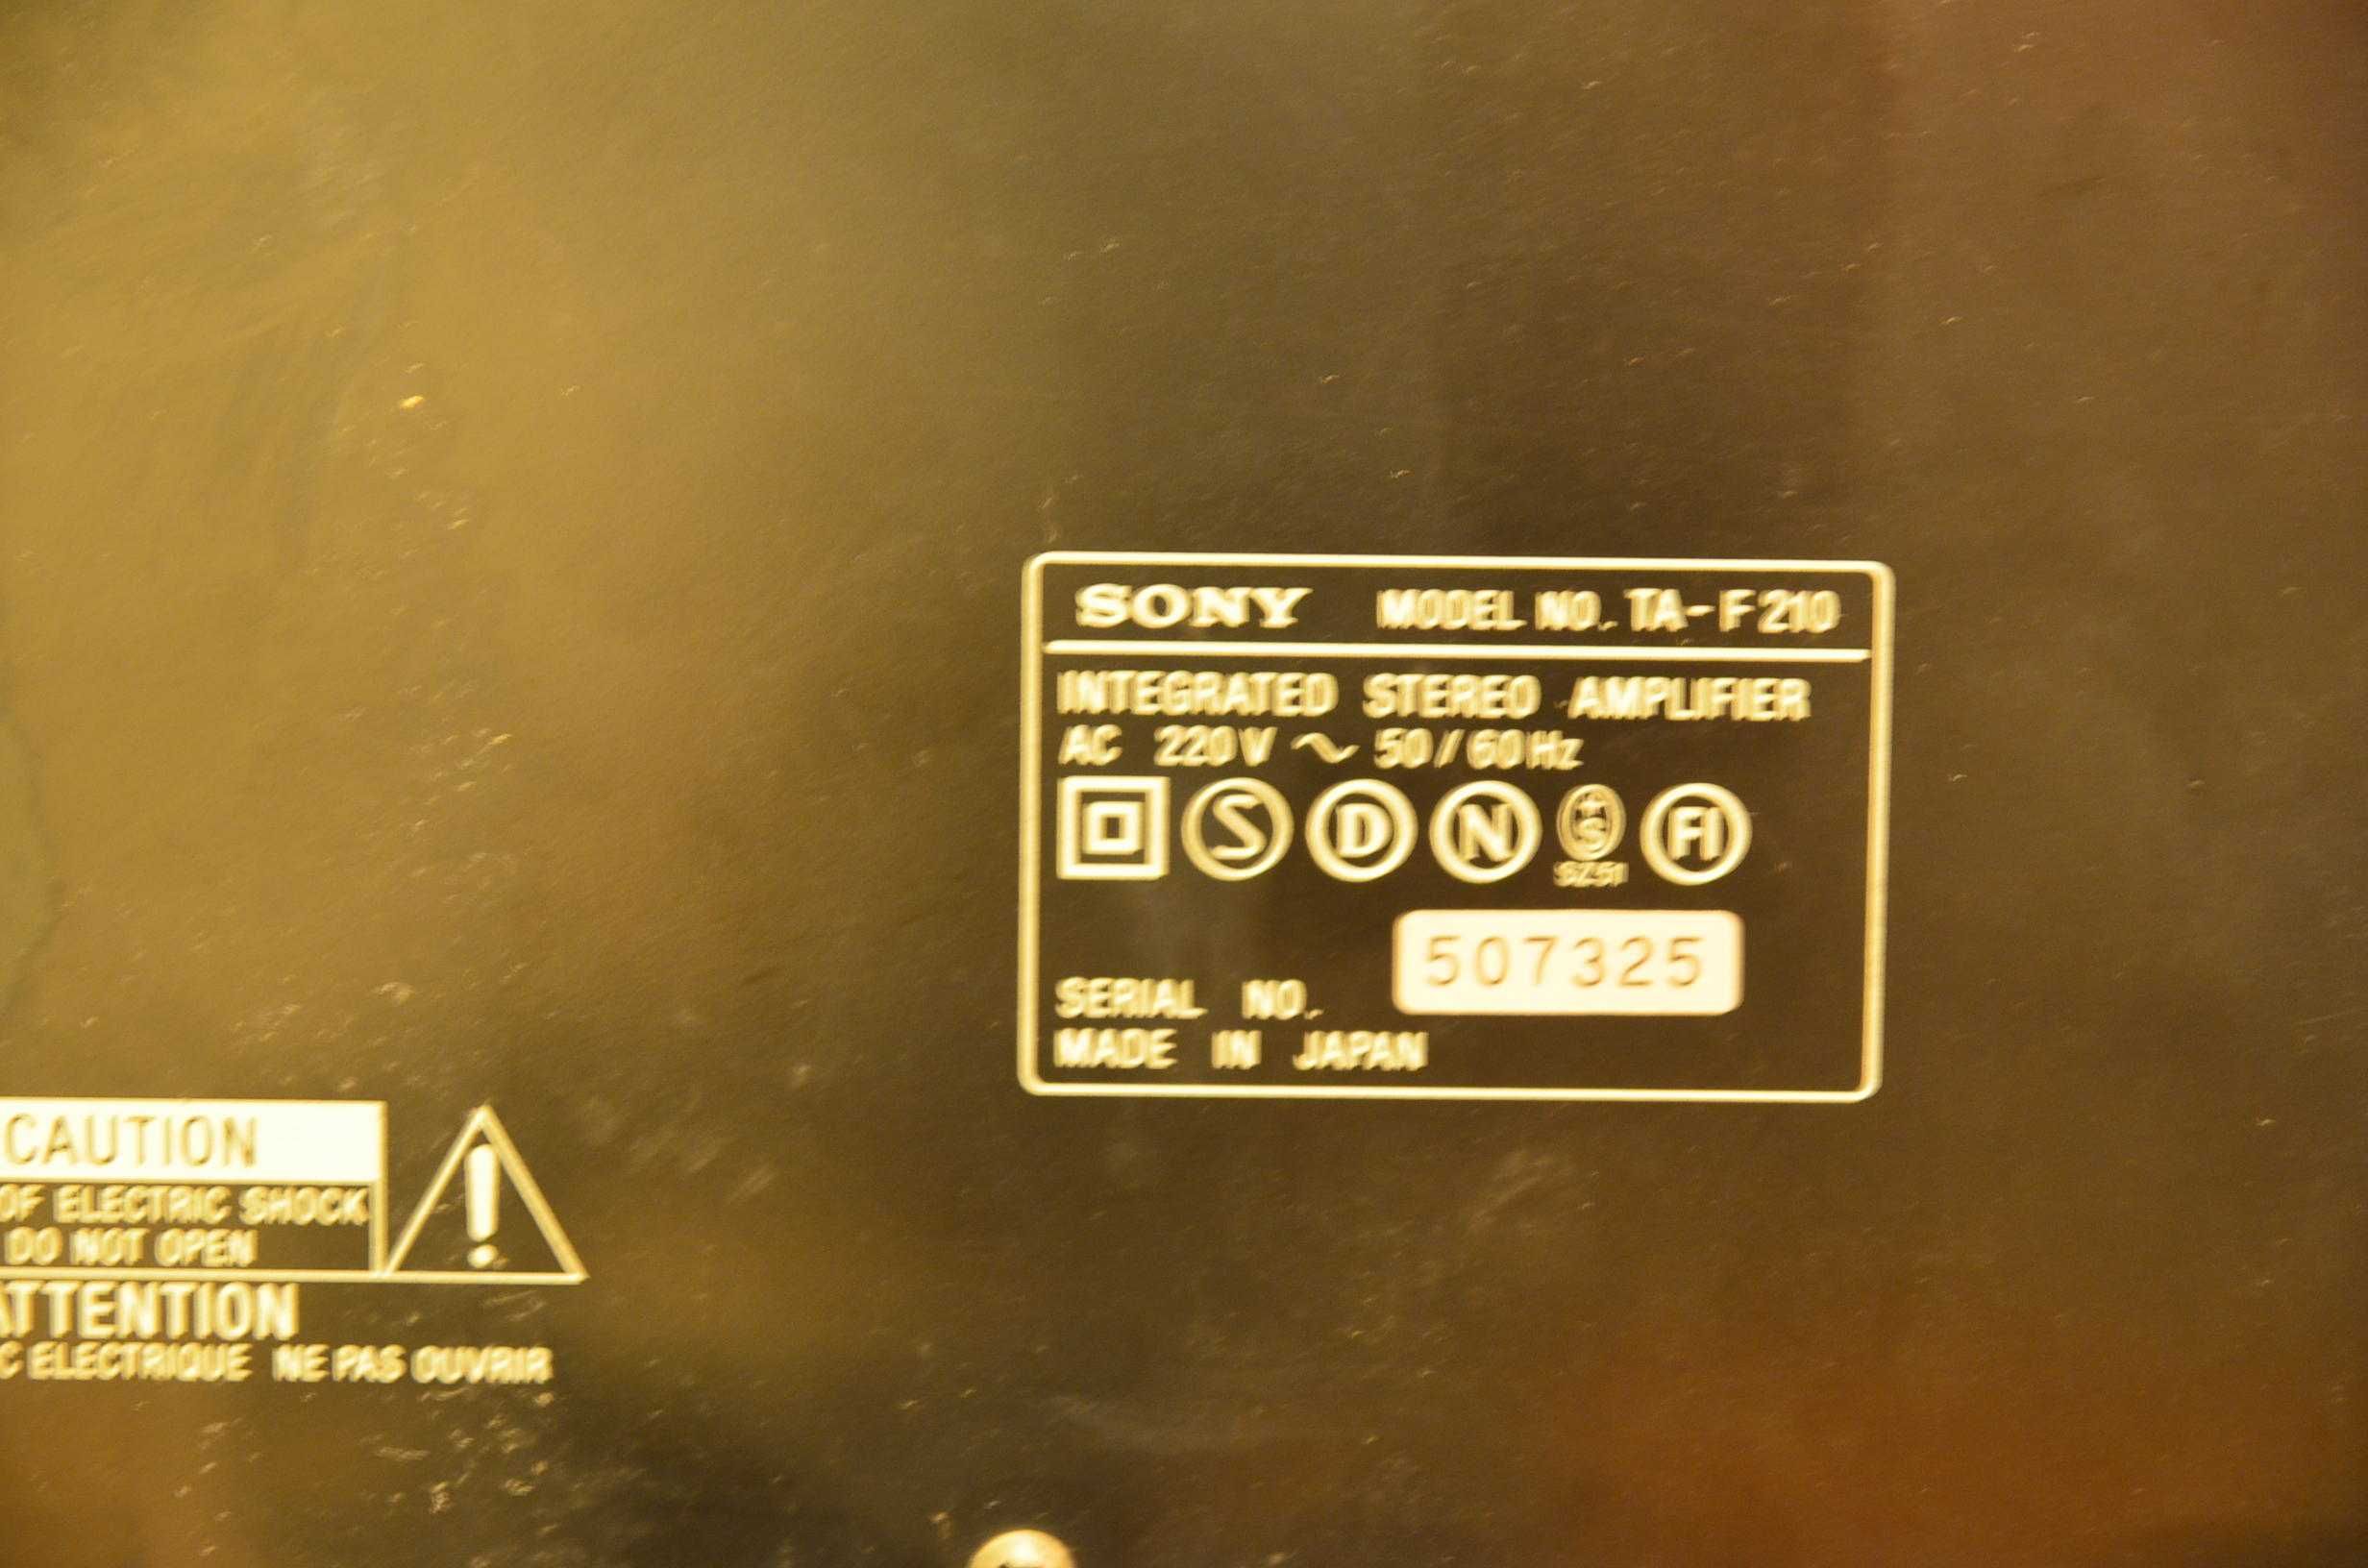 SONY MODEL NO. TA-F210
INTEGRATED STEREO AMPLIFIER
AC 220V ~ 50/60Hz
S D N S FI
507325
SERIAL NO.
MADE IN JAPAN
CAUTION
OF ELECTRIC SHOCK
DO NOT OPEN
ATTENTION
C ELECTRIQUE NE PAS OUVRIR